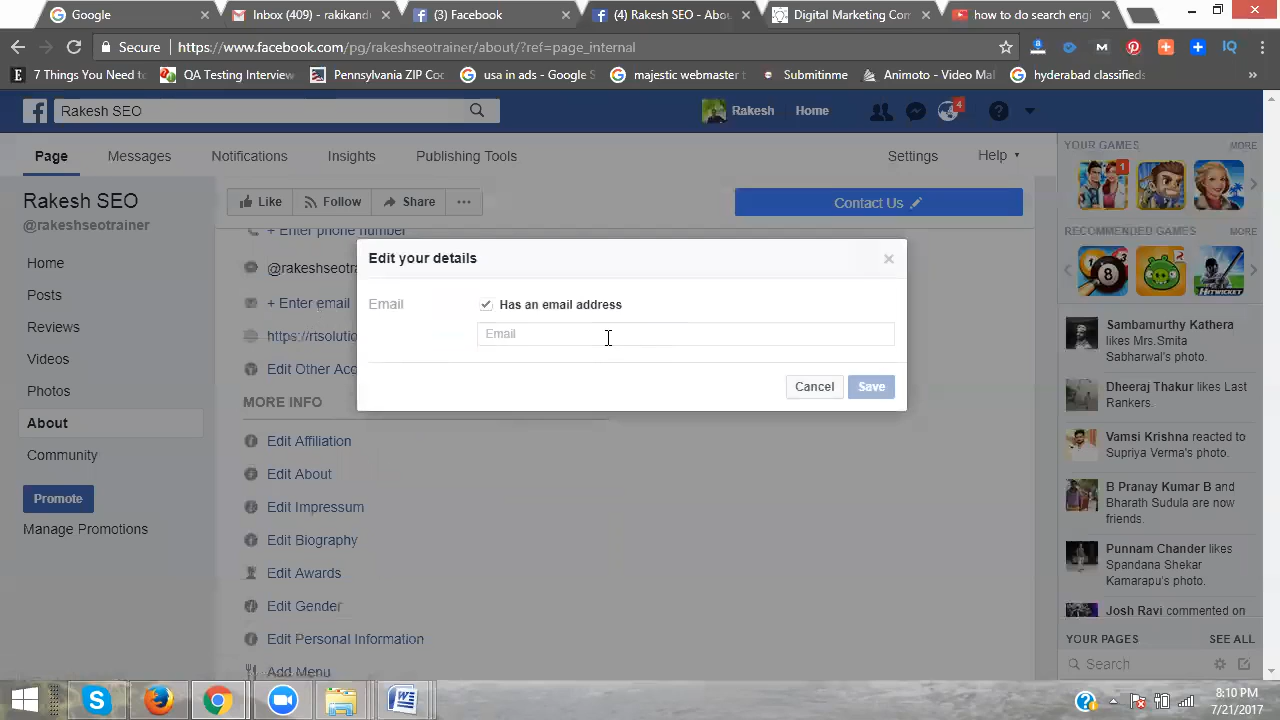 Google
Inbox (409) - rakikand
(3) Facebook
(4) Rakesh SEO - Abou
Digital Marketing Com
how to do search engi
Secure
https://www.facebook.com/pg/rakeshseotrainer/about/?ref=page_internal
7 Things You Need t
QA Testing Interview
Pennsylvania ZIP Coc
usa in ads - Google S
majestic webmaster t
Submitinme
Animoto - Video Mal
hyderabad classifieds
»
Rakesh SEO
Rakesh
Home
4
Page
Messages
Notifications
Insights
Publishing Tools
Settings
Help
Rakesh SEO
@rakeshseotrainer
Home
Posts
Reviews
Videos
Photos
About
Community
Promote
Manage Promotions
Like
Follow
Share
Contact Us
+ Enter phone number
@rakeshseotra
+ Enter email
https://rtsolutio
Edit Other Acc
MORE INFO
Edit Affiliation
Edit About
Edit Impressum
Edit Biography
Edit Awards
Edit Gender
Edit Personal Information
Add Menu
Edit your details
Email
Has an email address
Email
Cancel
Save
YOUR GAMES
MORE
1
RECOMMENDED GAMES
MORE
HITWICKET
Sambamurthy Kathera
likes Mrs.Smita
Sabharwal's photo.
Dheeraj Thakur likes Last
Rankers.
Vamsi Krishna reacted to
Supriya Verma's photo.
B Pranay Kumar B and
Bharath Sudula are now
friends.
Punnam Chander likes
Spandana Shekar
Kamarapu's photo.
Josh Ravi commented on
YOUR PAGES
SEE ALL
Search
8:10 PM
7/21/2017